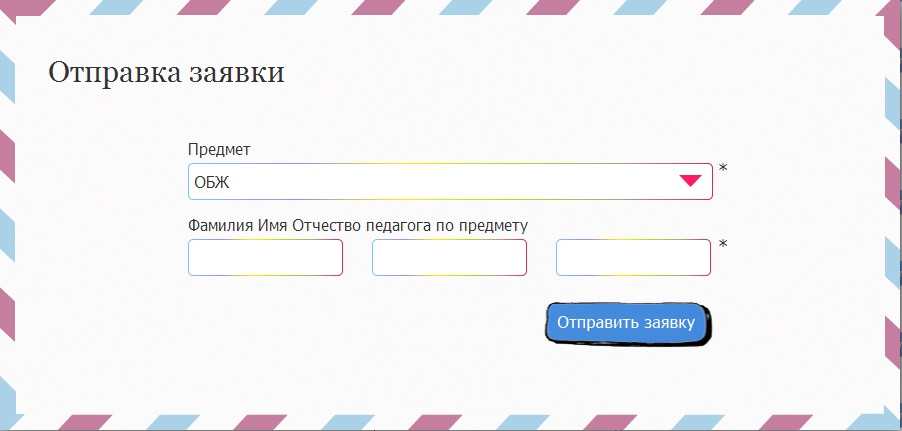 Отправка заявки
Предмет
ОБЖ *
Фамилия Имя Отчество педагога по предмету
*
Отправить заявку